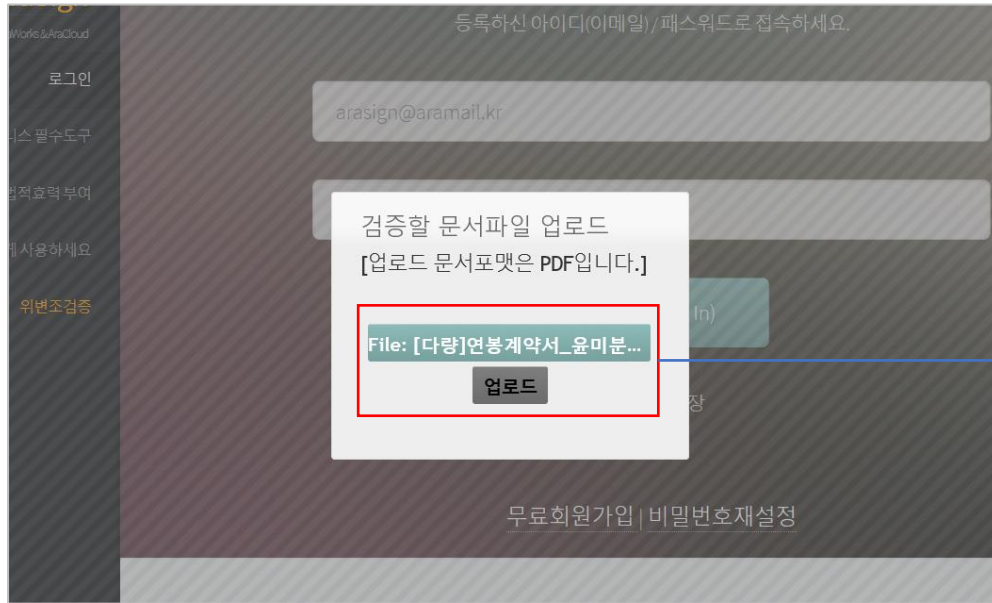 등록하신 아이디(이메일)/패스워드로 접속하세요.
Works&AraCloud
로그인
arasign@aramail.kr
필수도구
법적효력 부여
사용하세요
위변조검증
검증할 문서파일 업로드
[업로드 문서포맷은 PDF입니다.]
In)
File: [다량]연봉계약서_윤미분...
업로드
장
무료회원가입 | 비밀번호재설정